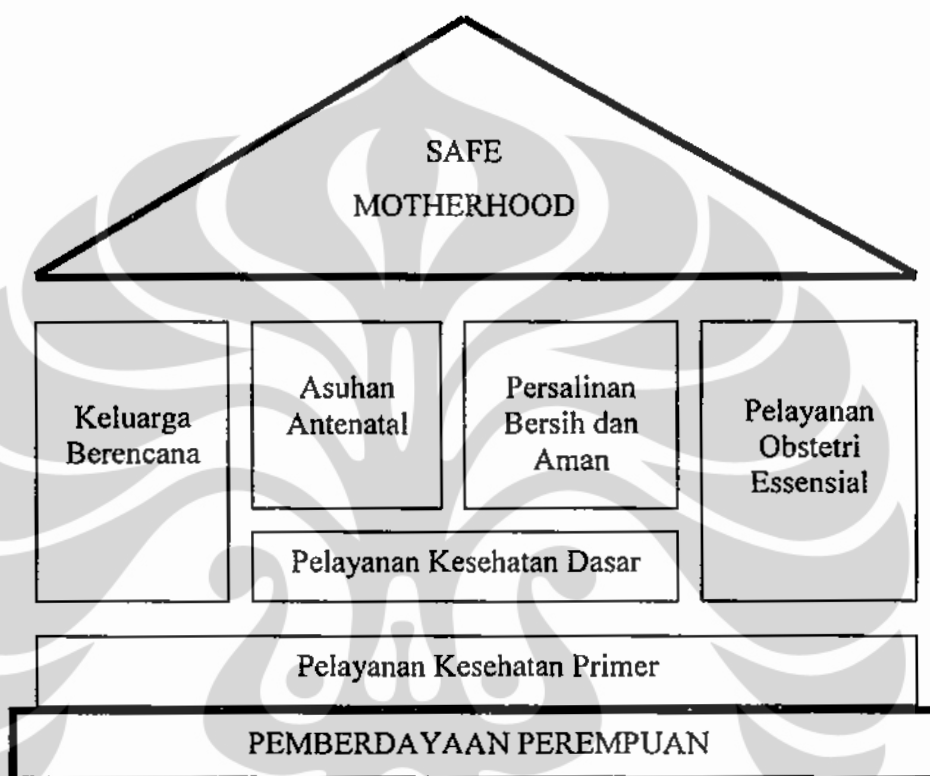 SAFE
MOTHERHOOD
Keluarga
Berencana
Asuhan
Antenatal
Persalinan
Bersih dan
Aman
Pelayanan
Obstetri
Essensial
Pelayanan Kesehatan Dasar
Pelayanan Kesehatan Primer
PEMBERDAYAAN PEREMPUAN